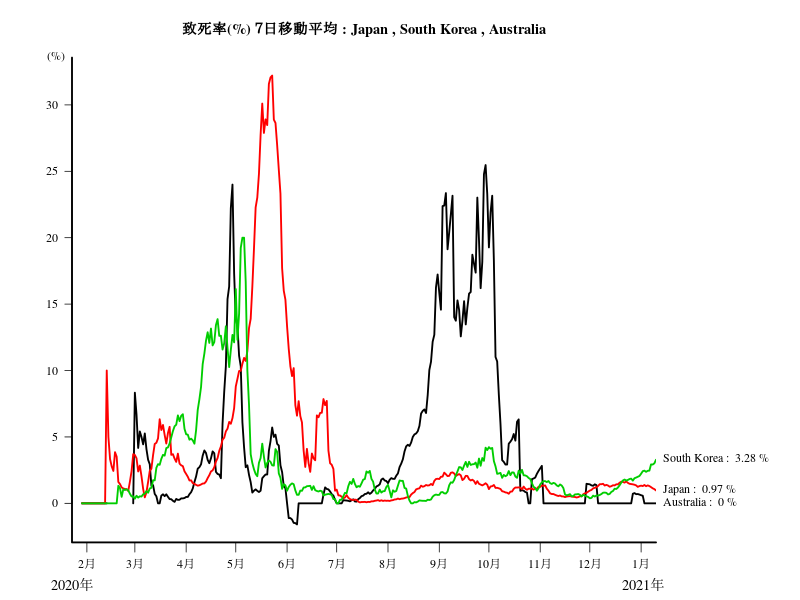 致死率(%) 7日移動平均 : Japan , South Korea , Australia
(%)
30
25
20
15
10
5
0
South Korea : 3.28 %
Japan : 0.97 %
Australia : 0 %
2月 3月 4月 5月 6月 7月 8月 9月 10月 11月 12月 1月
2020年 2021年